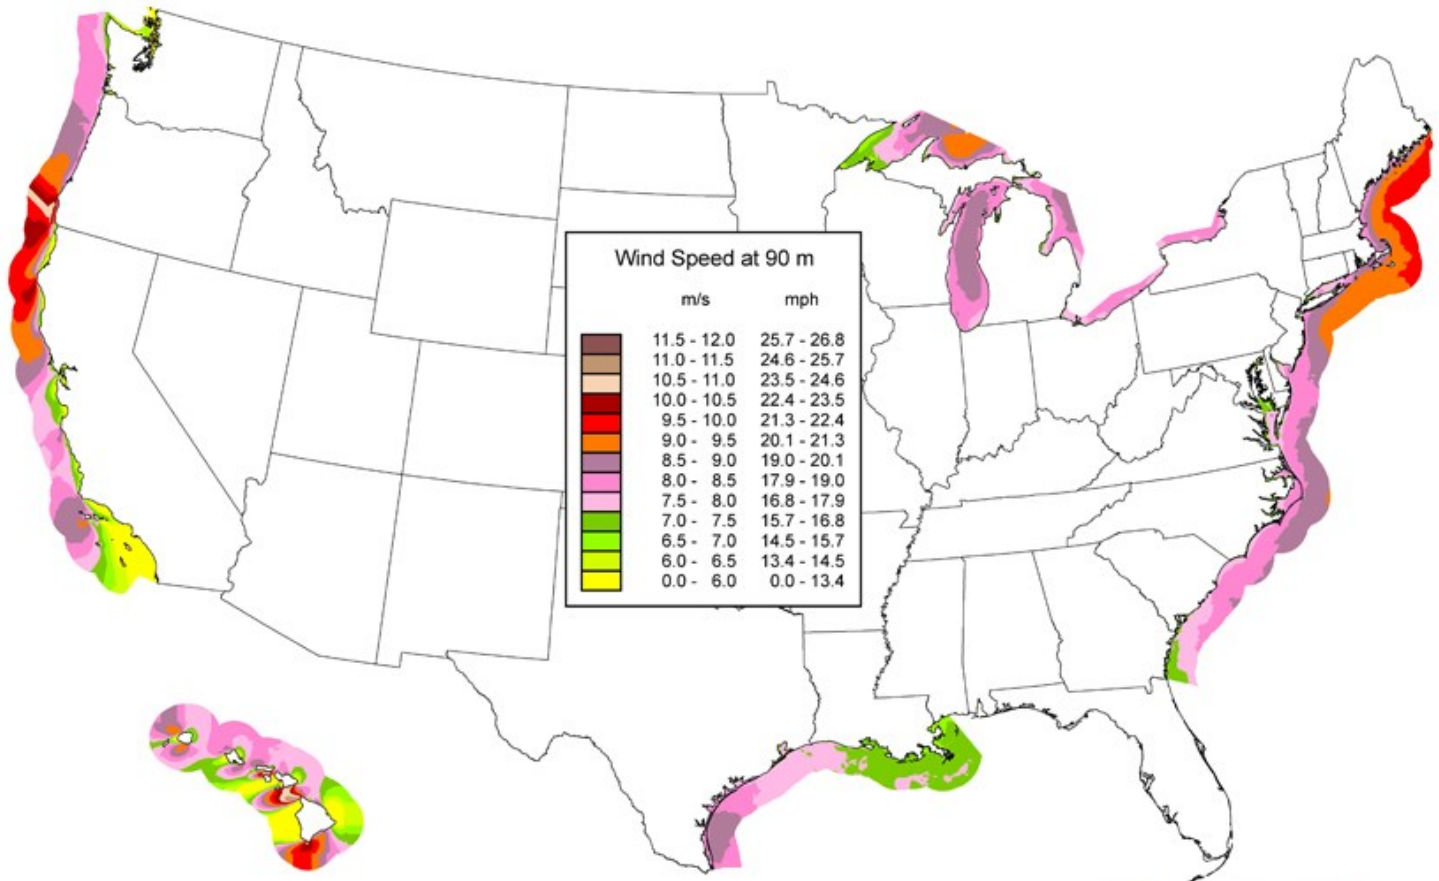 Wind Speed at 90 m
m/s mph
11.5 - 12.0 25.7 - 26.8
11.0 - 11.5 24.6 - 25.7
10.5 - 11.0 23.5 - 24.6
10.0 - 10.5 22.4 - 23.5
9.5 - 10.0 21.3 - 22.4
9.0 - 9.5 20.1 - 21.3
8.5 - 9.0 19.0 - 20.1
8.0 - 8.5 17.9 - 19.0
7.5 - 8.0 16.8 - 17.9
7.0 - 7.5 15.7 - 16.8
6.5 - 7.0 14.5 - 15.7
6.0 - 6.5 13.4 - 14.5
0.0 - 6.0 0.0 - 13.4